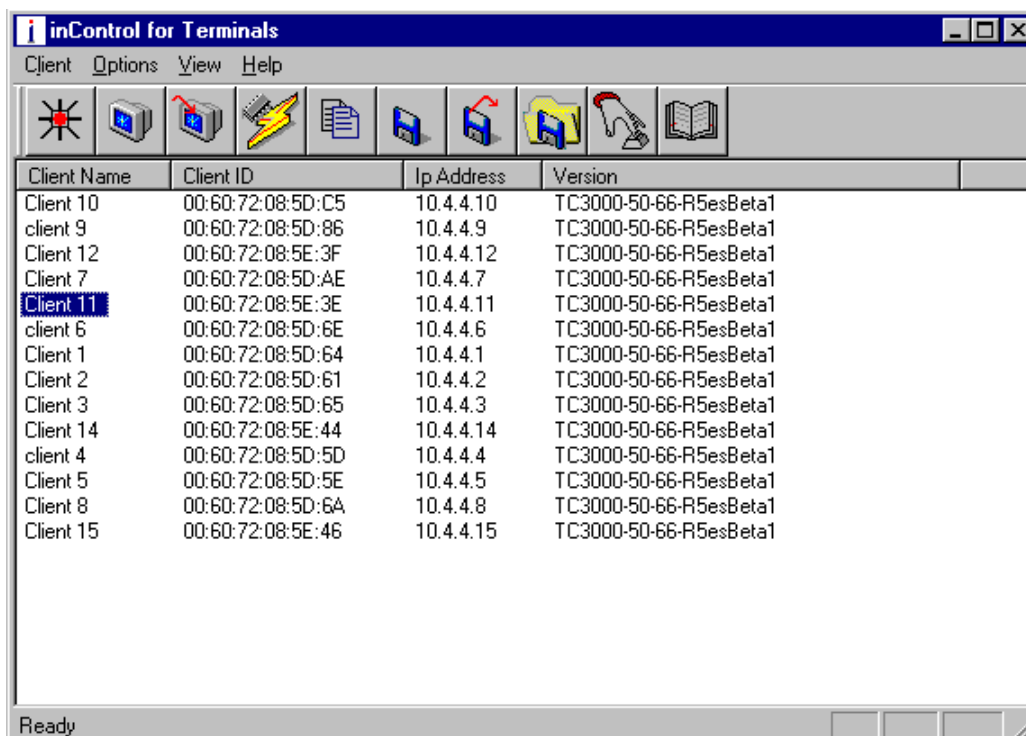 inControl for Terminals
Client Options View Help
Client Name Client ID Ip Address Version
Client 10 00:60:72:08:5D:C5 10.4.4.10 TC3000-50-66-R5esBeta1
client 9 00:60:72:08:5D:86 10.4.4.9 TC3000-50-66-R5esBeta1
Client 12 00:60:72:08:5E:3F 10.4.4.12 TC3000-50-66-R5esBeta1
Client 7 00:60:72:08:5D:AE 10.4.4.7 TC3000-50-66-R5esBeta1
Client 11 00:60:72:08:5E:3E 10.4.4.11 TC3000-50-66-R5esBeta1
client 6 00:60:72:08:5D:6E 10.4.4.6 TC3000-50-66-R5esBeta1
Client 1 00:60:72:08:5D:64 10.4.4.1 TC3000-50-66-R5esBeta1
Client 2 00:60:72:08:5D:61 10.4.4.2 TC3000-50-66-R5esBeta1
Client 3 00:60:72:08:5D:65 10.4.4.3 TC3000-50-66-R5esBeta1
Client 14 00:60:72:08:5E:44 10.4.4.14 TC3000-50-66-R5esBeta1
client 4 00:60:72:08:5D:5D 10.4.4.4 TC3000-50-66-R5esBeta1
Client 5 00:60:72:08:5D:5E 10.4.4.5 TC3000-50-66-R5esBeta1
Client 8 00:60:72:08:5D:6A 10.4.4.8 TC3000-50-66-R5esBeta1
Client 15 00:60:72:08:5E:46 10.4.4.15 TC3000-50-66-R5esBeta1
Ready